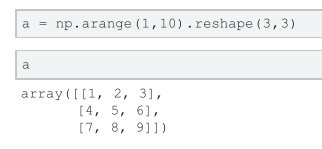 a = np.arange(1,10).reshape(3,3)
a
array([[1, 2, 3],
       [4, 5, 6],
       [7, 8, 9]])